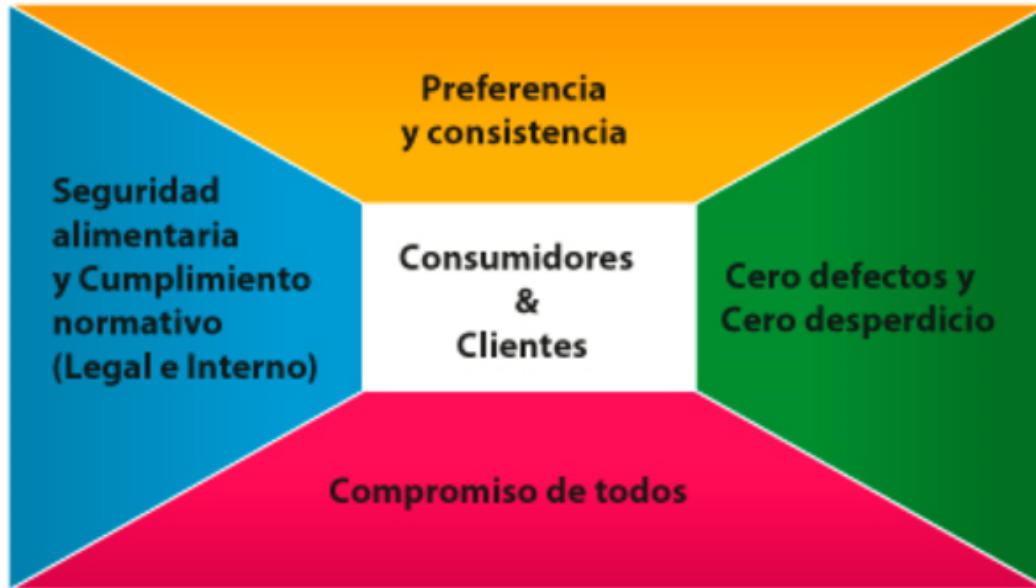 Preferencia
y consistencia
Seguridad
alimentaria
y Cumplimiento
normativo
(Legal e Interno)
Consumidores
&
Clientes
Cero defectos y
Cero desperdicio
Compromiso de todos